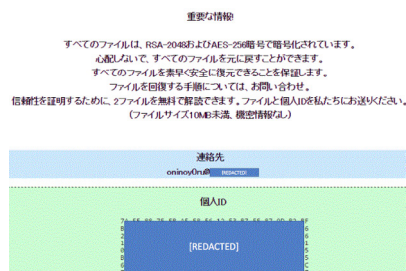 重要な情報!
すべてのファイルは、RSA-2048およびAES-256暗号で暗号化されています。
心配しないで、すべてのファイルを元に戻すことができます。
すべてのファイルを素早く安全に復元できることを保証します。
ファイルを回復する手順については、お問い合わせ。
信頼性を証明するために、2ファイルを無料で解読できます。ファイルと個人IDを私たちにお送りください。
(ファイルサイズ10MB未満、機密情報なし)
連絡先
oninoy0ru@ [REDACTED]
個人ID
[REDACTED]